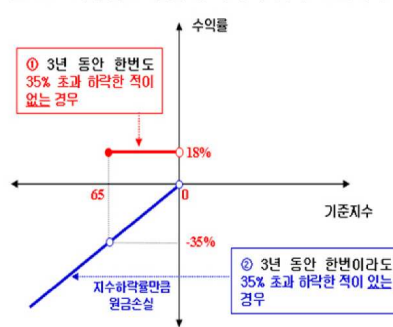 수익률
① 3년 동안 한번도
35% 초과 하락한 적이
없는 경우
18%
65
0
기준지수
-35%
지수하락률만큼
원금손실
② 3년 동안 한번이라도
35% 초과 하락한 적이 있는
경우